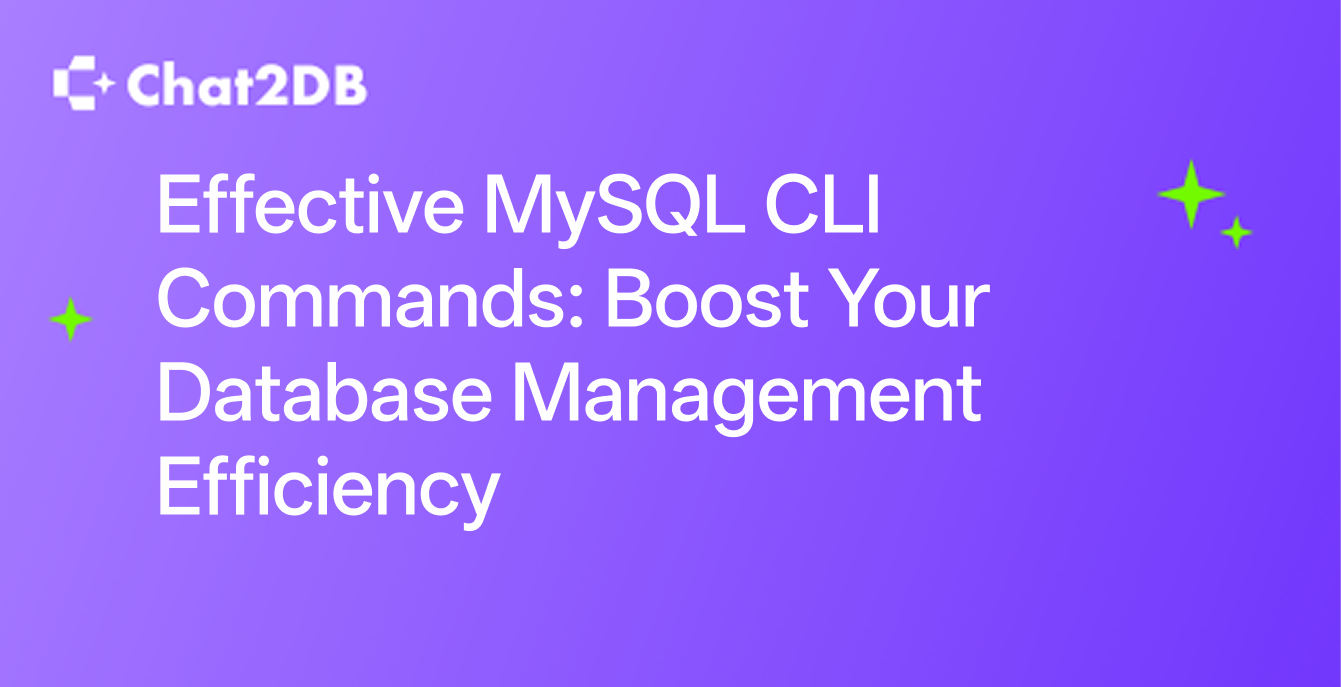 Chat2DB
Effective MySQL CLI
Commands: Boost Your
Database Management
Efficiency